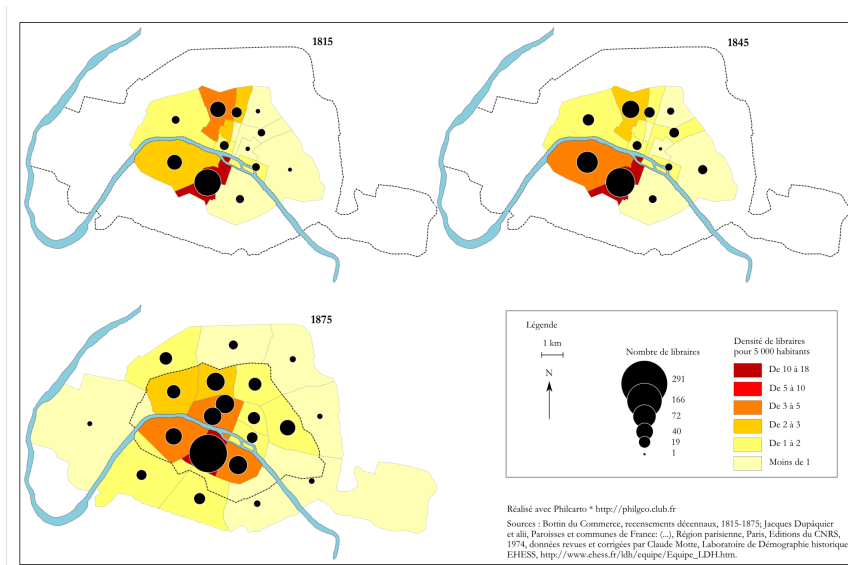 1815
1845
1875
Légende
1 km
N
Nombre de libraires
291
166
72
40
19
1
Densité de libraires
pour 5 000 habitants
De 10 à 18
De 5 à 10
De 3 à 5
De 2 à 3
De 1 à 2
Moins de 1
Réalisé avec Philcarto * http://philgeo.club.fr
Sources : Bottin du Commerce, recensements décennaux, 1815-1875; Jacques Dupâquier
et alii, Paroisses et communes de France: (...), Région parisienne, Paris, Editions du CNRS,
1974, données revues et corrigées par Claude Motte, Laboratoire de Démographie historique
EHESS, http://www.ehess.fr/ldh/equipe/Equipe_LDH.htm.